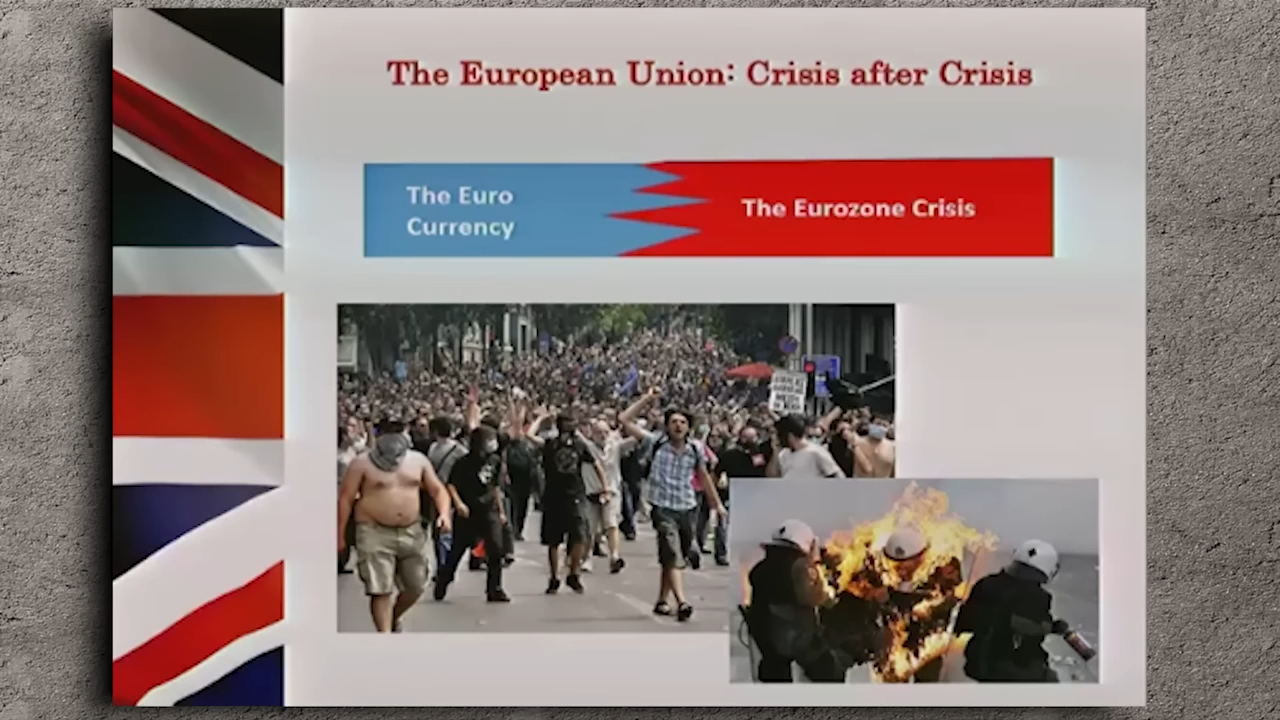 The European Union: Crisis after Crisis
The Euro
Currency
The Eurozone Crisis